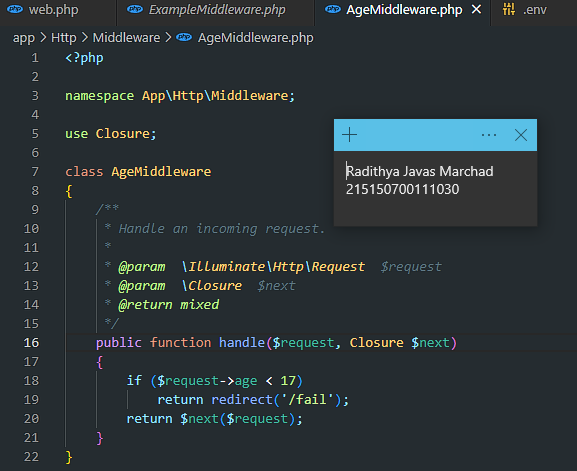 web.php ExampleMiddleware.php AgeMiddleware.php .env
app > Http > Middleware > AgeMiddleware.php
1 <?php
2
3 namespace App\Http\Middleware;
4
5 use Closure;
6
7 class AgeMiddleware
8 {
9 /**
10 * Handle an incoming request.
11 *
12 * @param \Illuminate\Http\Request $request
13 * @param \Closure $next
14 * @return mixed
15 */
16 public function handle($request, Closure $next)
17 {
18 if ($request->age < 17)
19 return redirect('/fail');
20 return $next($request);
21 }
22 }
Radithya Javas Marchad
215150700111030